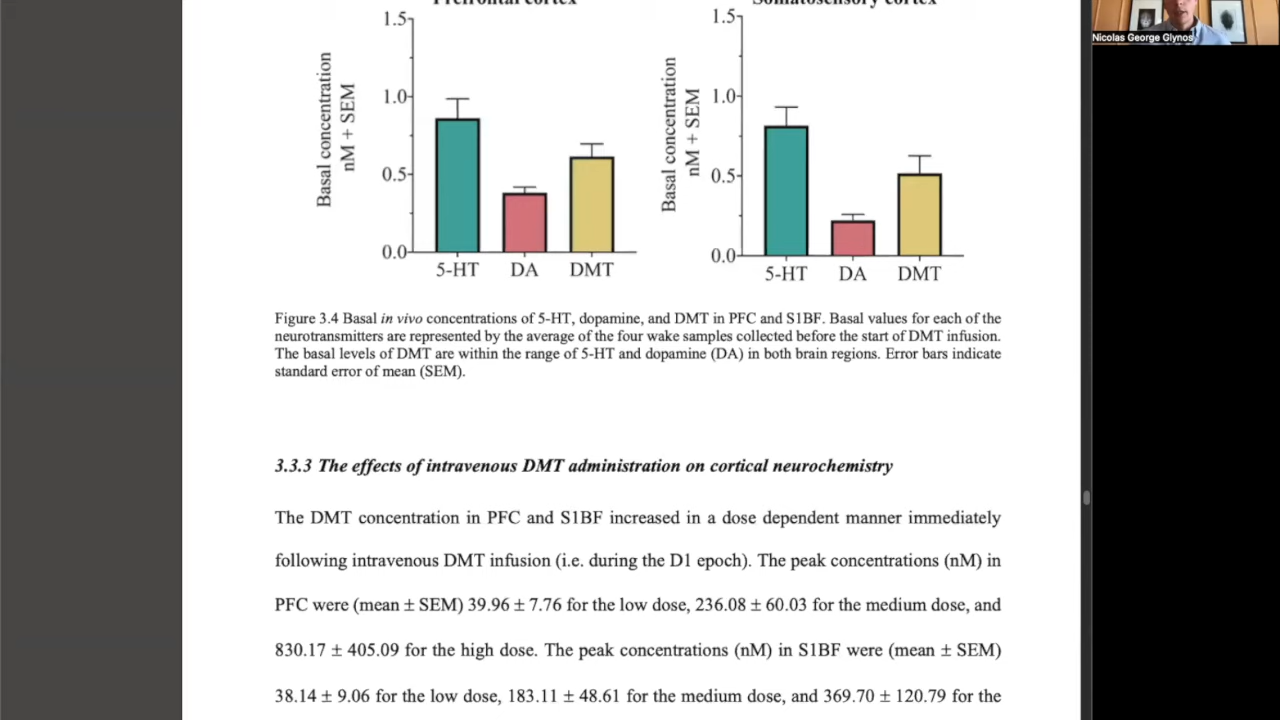 Prefrontal cortex
Somatosensory cortex
Nicolas George Glynos
Basal concentration
nM + SEM
1.5
1.0
0.5
0.0
5-HT DA DMT
Basal concentration
nM + SEM
1.5
1.0
0.5
0.0
5-HT DA DMT
Figure 3.4 Basal in vivo concentrations of 5-HT, dopamine, and DMT in PFC and S1BF. Basal values for each of the
neurotransmitters are represented by the average of the four wake samples collected before the start of DMT infusion.
The basal levels of DMT are within the range of 5-HT and dopamine (DA) in both brain regions. Error bars indicate
standard error of mean (SEM).
3.3.3 The effects of intravenous DMT administration on cortical neurochemistry
The DMT concentration in PFC and S1BF increased in a dose dependent manner immediately
following intravenous DMT infusion (i.e. during the D1 epoch). The peak concentrations (nM) in
PFC were (mean ± SEM) 39.96 ± 7.76 for the low dose, 236.08 ± 60.03 for the medium dose, and
830.17 ± 405.09 for the high dose. The peak concentrations (nM) in S1BF were (mean ± SEM)
38.14 ± 9.06 for the low dose, 183.11 ± 48.61 for the medium dose, and 369.70 ± 120.79 for the